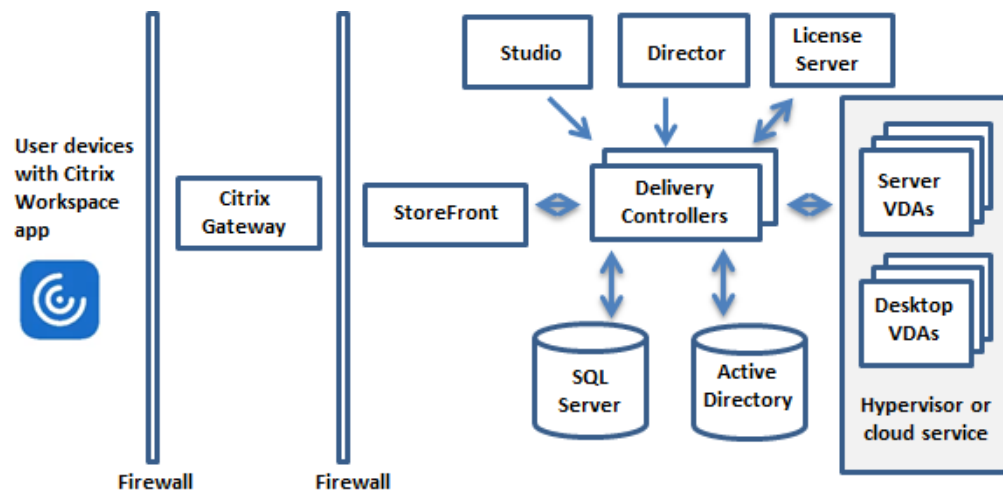 User devices
with Citrix
Workspace
app
Citrix
Gateway
StoreFront
Studio
Director
License
Server
Delivery
Controllers
SQL
Server
Active
Directory
Server
VDAs
Desktop
VDAs
Hypervisor or
cloud service
Firewall
Firewall